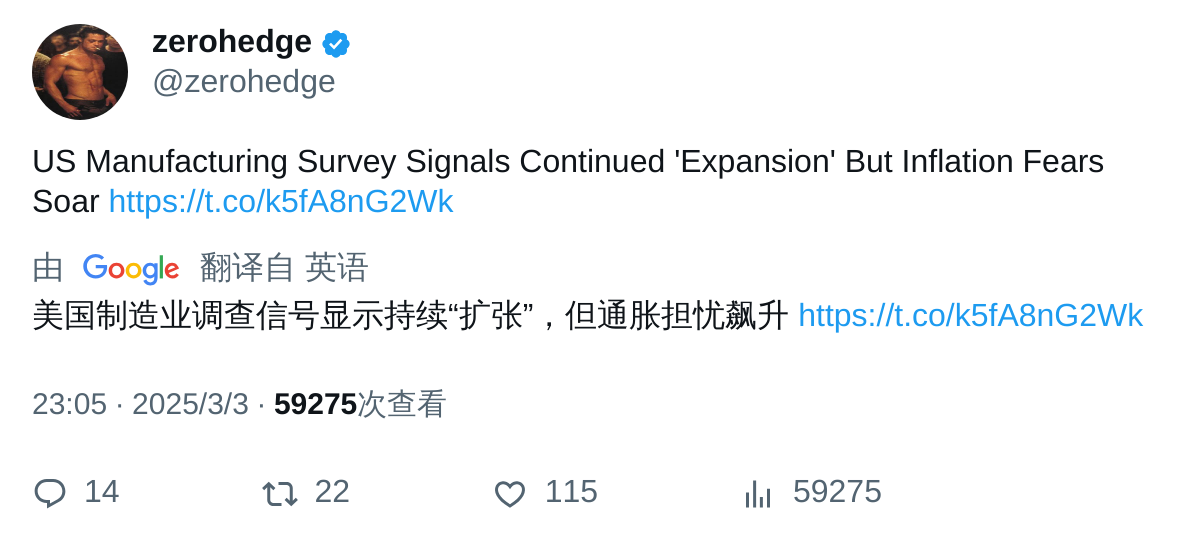 zerohedge
@zerohedge
US Manufacturing Survey Signals Continued 'Expansion' But Inflation Fears
Soar https://t.co/k5fA8nG2Wk
由 Google 翻译自 英语
美国制造业调查信号显示持续“扩张”，但通胀担忧飙升 https://t.co/k5fA8nG2Wk
23:05 · 2025/3/3 · 59275次查看
14 22 115 59275